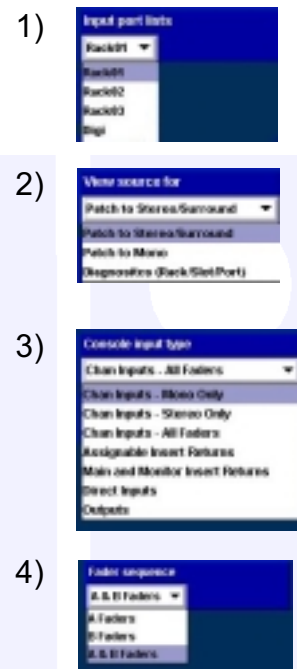 1)
Input port lists
Rack01
Rack01
Rack02
Rack03
Digi
2)
View source for
Patch to Stereo/Surround
Patch to Stereo/Surround
Patch to Mono
Diagnositcs (Rack/Slot/Port)
3)
Console input type
Chan Inputs - All Faders
Chan Inputs - Mono Only
Chan Inputs - Stereo Only
Chan Inputs - All Faders
Assignable Insert Returns
Main and Monitor Insert Returns
Direct Inputs
Outputs
4)
Fader sequence
A & B Faders
A Faders
B Faders
A & B Faders